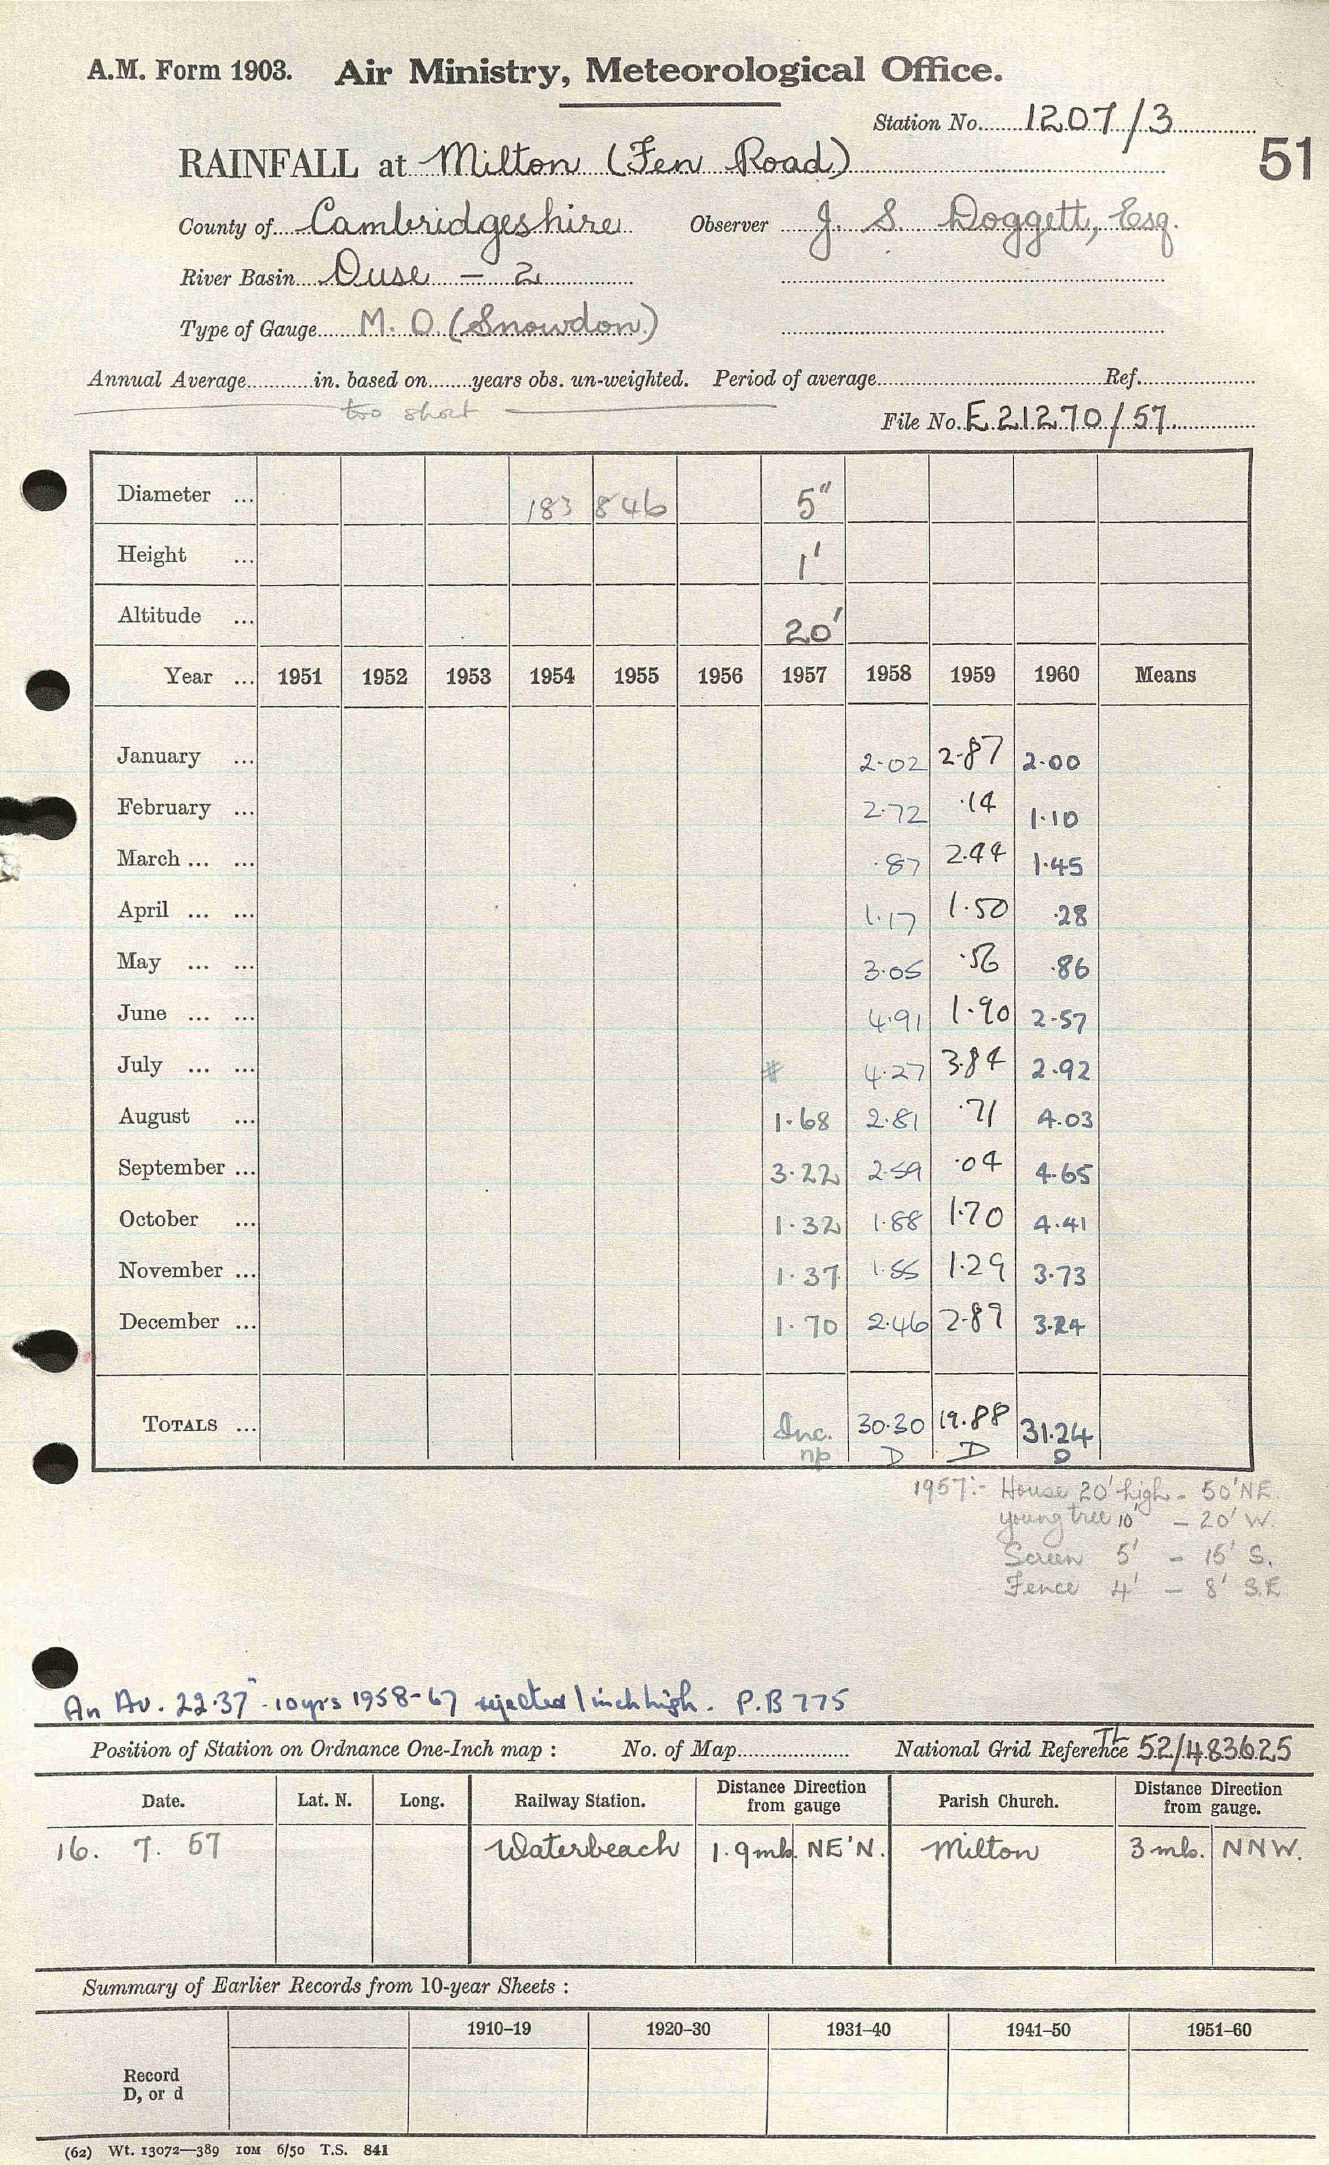 A.M. Form 1903. Air Ministry, Meteorological Office.
Station No. 1207/3
51
RAINFALL at Milton (Fen Road)
County of Cambridgeshire Observer J. S. Doggett, Esq.
River Basin Ouse - 2
Type of Gauge M. O. (Snowdon)
Annual Average in. based on years obs. un-weighted. Period of average Ref.
too short
File No. E 21270/57
Diameter ... 183 846 5"
Height ... 1'
Altitude ... 20'
Year ... 1951 1952 1953 1954 1955 1956 1957 1958 1959 1960 Means
January ... 2.02 2.87 2.00
February ... 2.72 .14 1.10
March ... ... .87 2.44 1.45
April ... ... 1.17 1.50 .28
May ... ... 3.05 .56 .86
June ... ... 4.91 1.90 2.57
July ... ... # 4.27 3.84 2.92
August ... 1.68 2.81 .71 4.03
September ... 3.22 2.59 .04 4.65
October ... 1.32 1.88 1.70 4.41
November ... 1.37 1.55 1.29 3.73
December ... 1.70 2.46 2.89 3.24
TOTALS ... Inc. 30.30 19.88 31.24
np D D D
1957:- House 20' high - 50' NE.
young tree 10' - 20' W.
Screen 5' - 15' S.
Fence 4' - 8' S.E
An Av. 22.37" - 10 yrs 1958-67 rejected 1 inch high. P.B 775
Position of Station on Ordnance One-Inch map : No. of Map National Grid Reference TL 52/483625
Date. Lat. N. Long. Railway Station. Distance Direction from gauge Parish Church. Distance Direction from gauge.
16. 7. 57 Waterbeach 1.9 mls. NE'N. Milton 3 mls. NNW.
Summary of Earlier Records from 10-year Sheets :
1910-19 1920-30 1931-40 1941-50 1951-60
Record
D, or d
(62) Wt. 13072—389 10M 6/50 T.S. 841